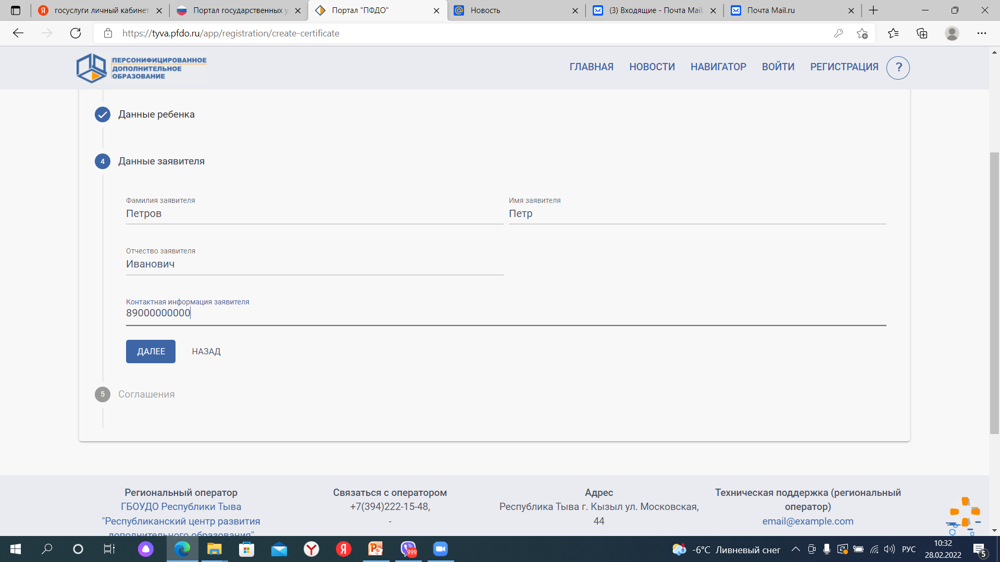 госуслуги личный кабинет
Портал государственных у
Портал "ПФДО"
Новость
(3) Входящие - Почта Mail.
Почта Mail.ru
https://tyva.pfdo.ru/app/registration/create-certificate
ПЕРСОНИФИЦИРОВАННОЕ
ДОПОЛНИТЕЛЬНОЕ
ОБРАЗОВАНИЕ
ГЛАВНАЯ НОВОСТИ НАВИГАТОР ВОЙТИ РЕГИСТРАЦИЯ ?
Данные ребенка
4 Данные заявителя
Фамилия заявителя
Петров
Имя заявителя
Петр
Отчество заявителя
Иванович
Контактная информация заявителя
89000000000
ДАЛЕЕ НАЗАД
5 Соглашения
Региональный оператор
ГБОУДО Республики Тыва
"Республиканский центр развития
дополнительного образования"
Связаться с оператором
+7(394)222-15-48,
-
Адрес
Республика Тыва г. Кызыл ул. Московская,
44
Техническая поддержка (региональный
оператор)
email@example.com
999
-6°C Ливневый снег
РУС
10:32
28.02.2022
5